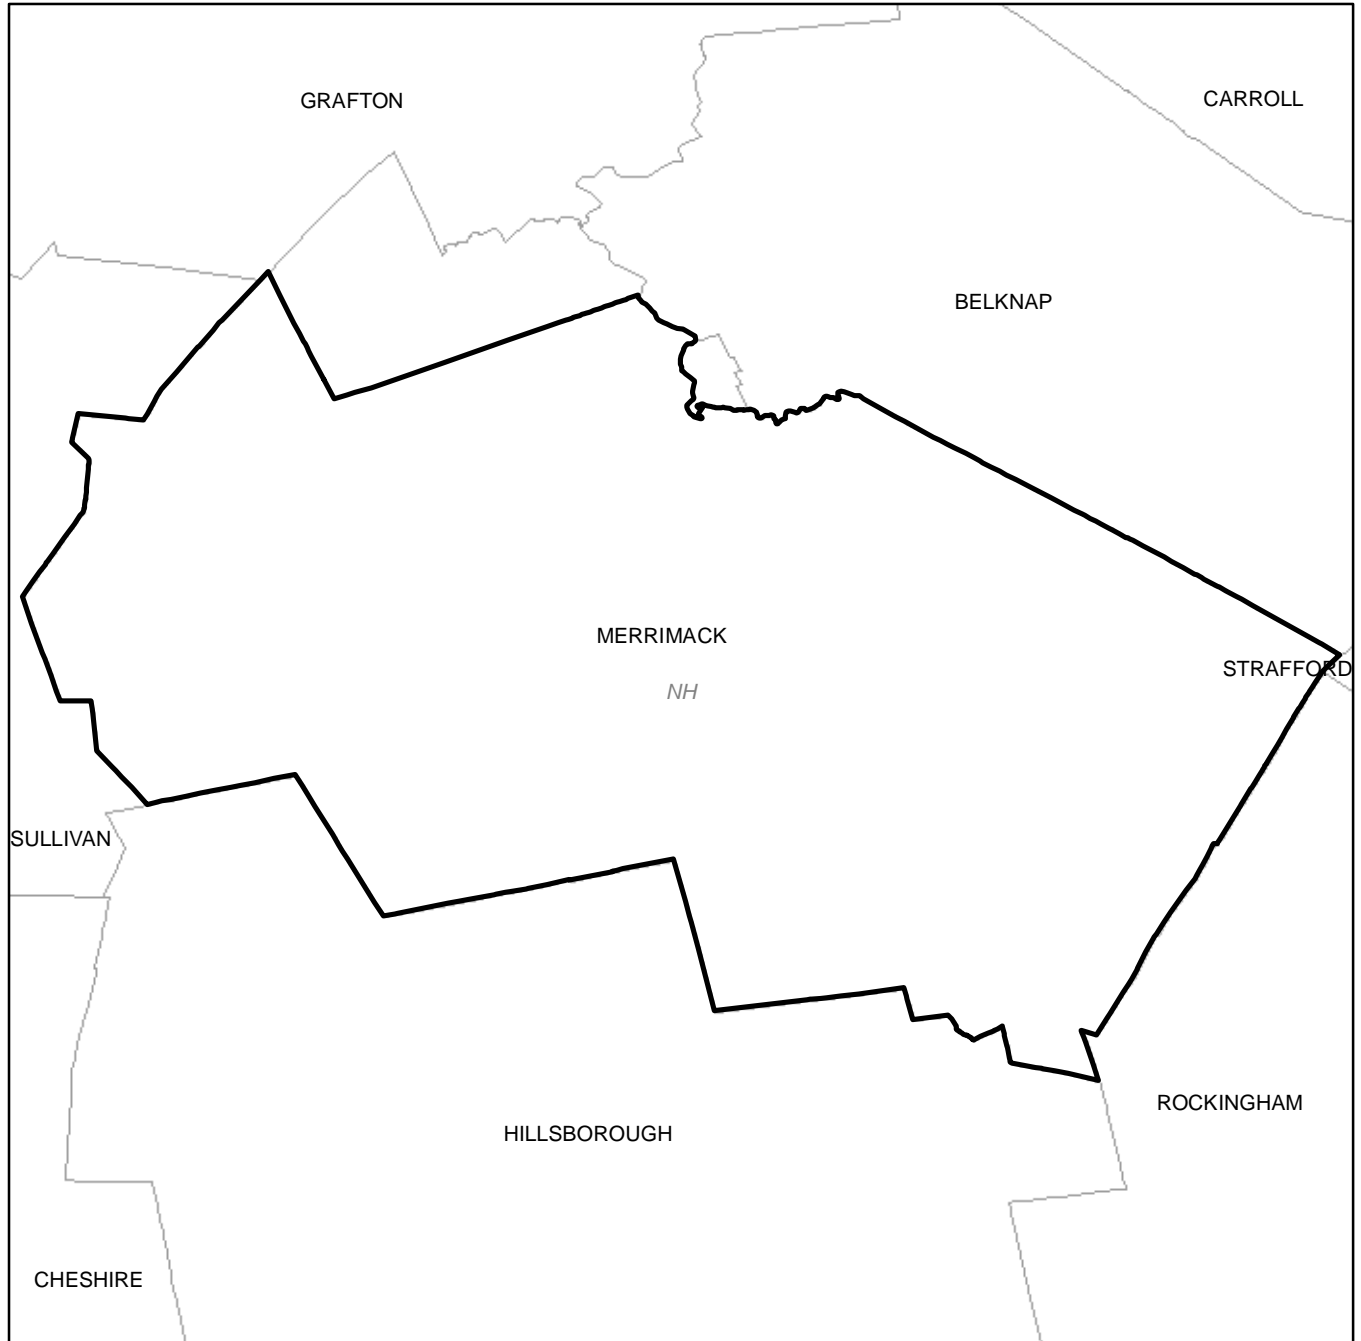 GRAFTON
CARROLL
BELKNAP
MERRIMACK
STRAFFORD
NH
SULLIVAN
ROCKINGHAM
HILLSBOROUGH
CHESHIRE